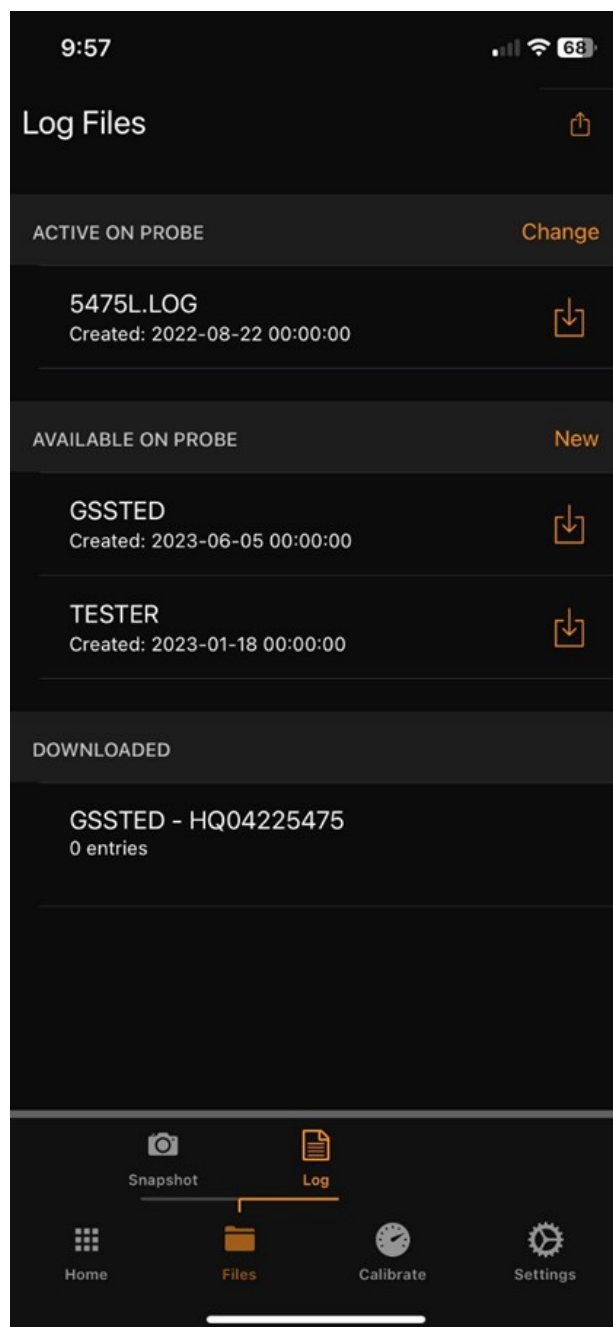 9:57
68
Log Files
ACTIVE ON PROBE
Change
5475L.LOG
Created: 2022-08-22 00:00:00
AVAILABLE ON PROBE
New
GSSTED
Created: 2023-06-05 00:00:00
TESTER
Created: 2023-01-18 00:00:00
DOWNLOADED
GSSTED - HQ04225475
0 entries
Snapshot
Log
Home
Files
Calibrate
Settings